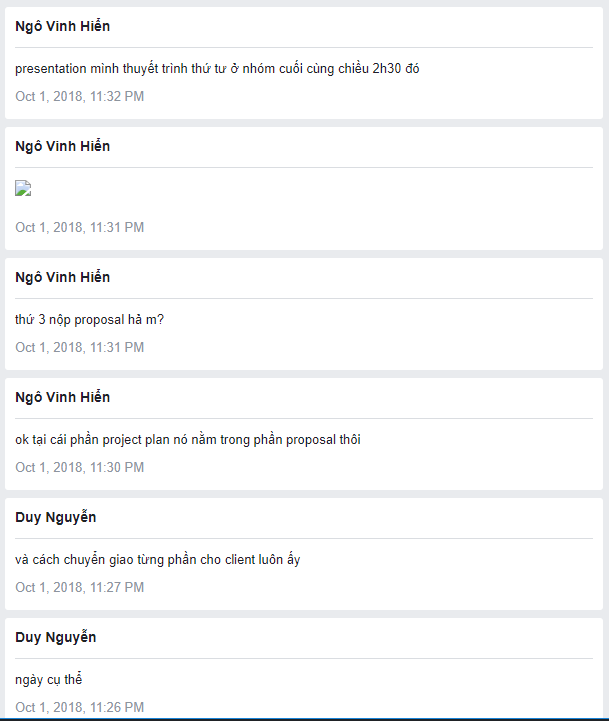 Ngô Vinh Hiển
presentation mình thuyết trình thứ tư ở nhóm cuối cùng chiều 2h30 đó
Oct 1, 2018, 11:32 PM
Ngô Vinh Hiển
Oct 1, 2018, 11:31 PM
Ngô Vinh Hiển
thứ 3 nộp proposal hả m?
Oct 1, 2018, 11:31 PM
Ngô Vinh Hiển
ok tại cái phần project plan nó nằm trong phần proposal thôi
Oct 1, 2018, 11:30 PM
Duy Nguyễn
và cách chuyển giao từng phần cho client luôn ấy
Oct 1, 2018, 11:27 PM
Duy Nguyễn
ngày cụ thể
Oct 1, 2018, 11:26 PM